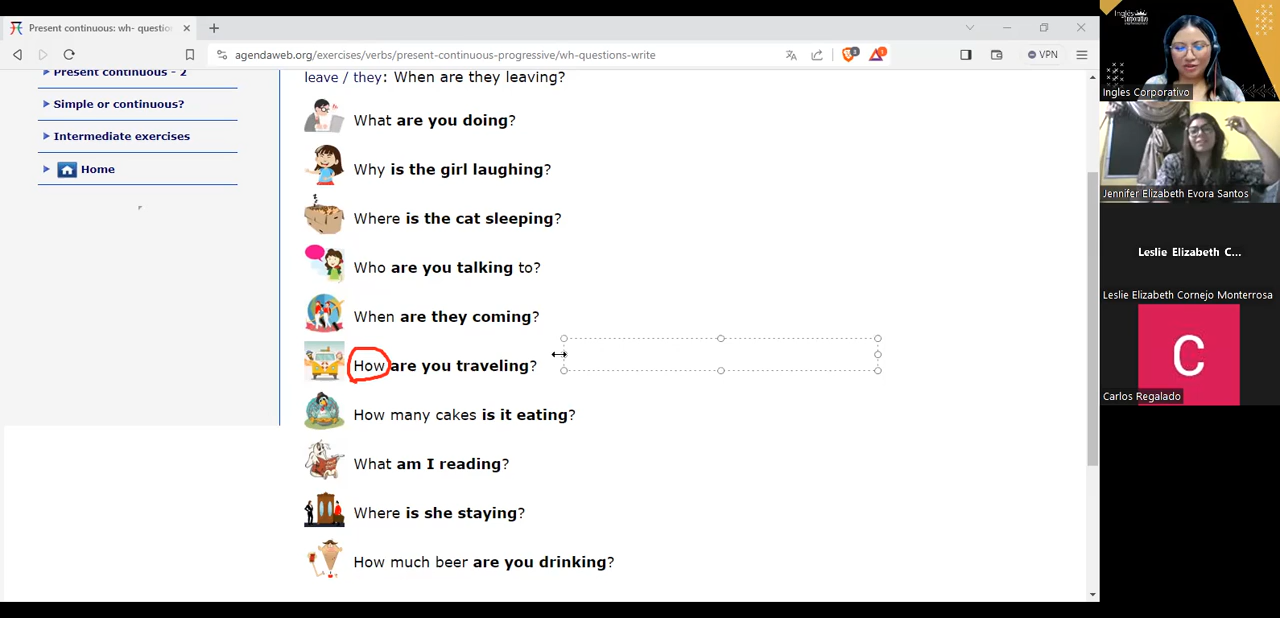 Present continuous: wh- questio
agendaweb.org/exercises/verbs/present-continuous-progressive/wh-questions-write
VPN
Present continuous - 2
Simple or continuous?
Intermediate exercises
Home
leave / they: When are they leaving?
What are you doing?
Why is the girl laughing?
Where is the cat sleeping?
Who are you talking to?
When are they coming?
How are you traveling?
How many cakes is it eating?
What am I reading?
Where is she staying?
How much beer are you drinking?
Inglés
Corporativo
Ingles Corporativo
Jennifer Elizabeth Evora Santos
Leslie Elizabeth C...
Leslie Elizabeth Cornejo Monterrosa
C
Carlos Regalado